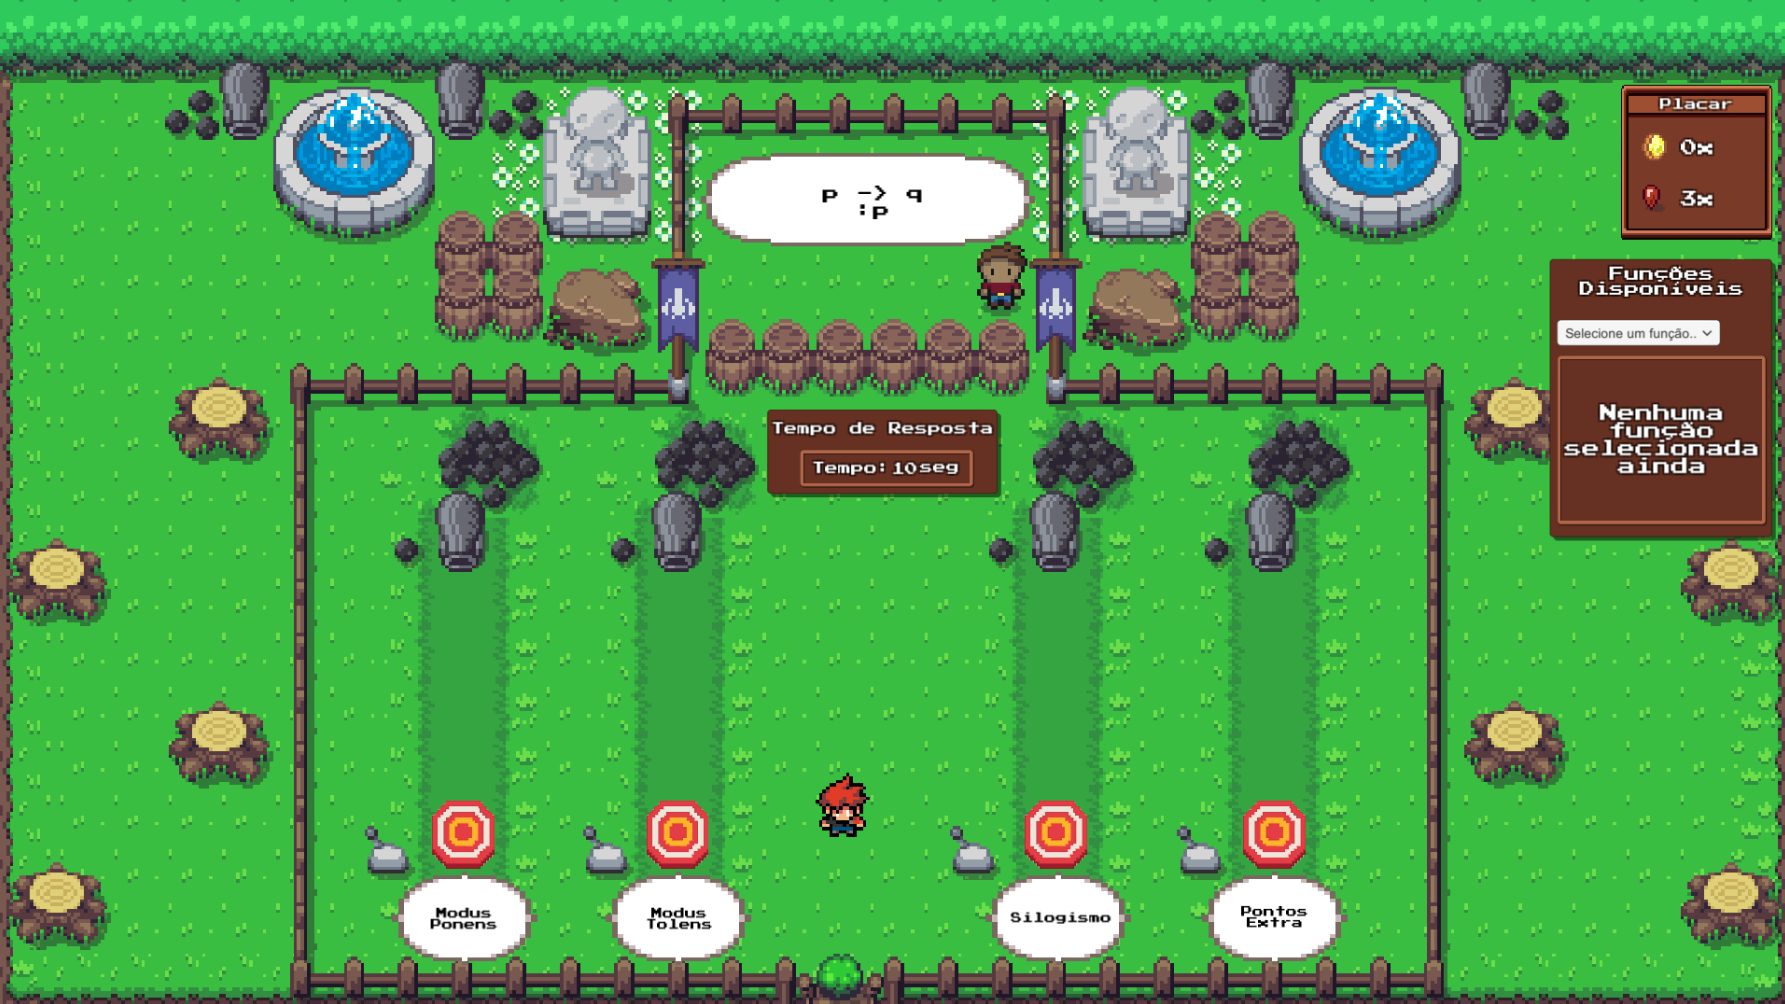 Placar
0x
3x
p -> q
:p
Funções
Disponíveis
Selecione um função..
Nenhuma
função
selecionada
ainda
Tempo de Resposta
Tempo: 10seg
Modus
Ponens
Modus
Tolens
Silogismo
Pontos
Extra